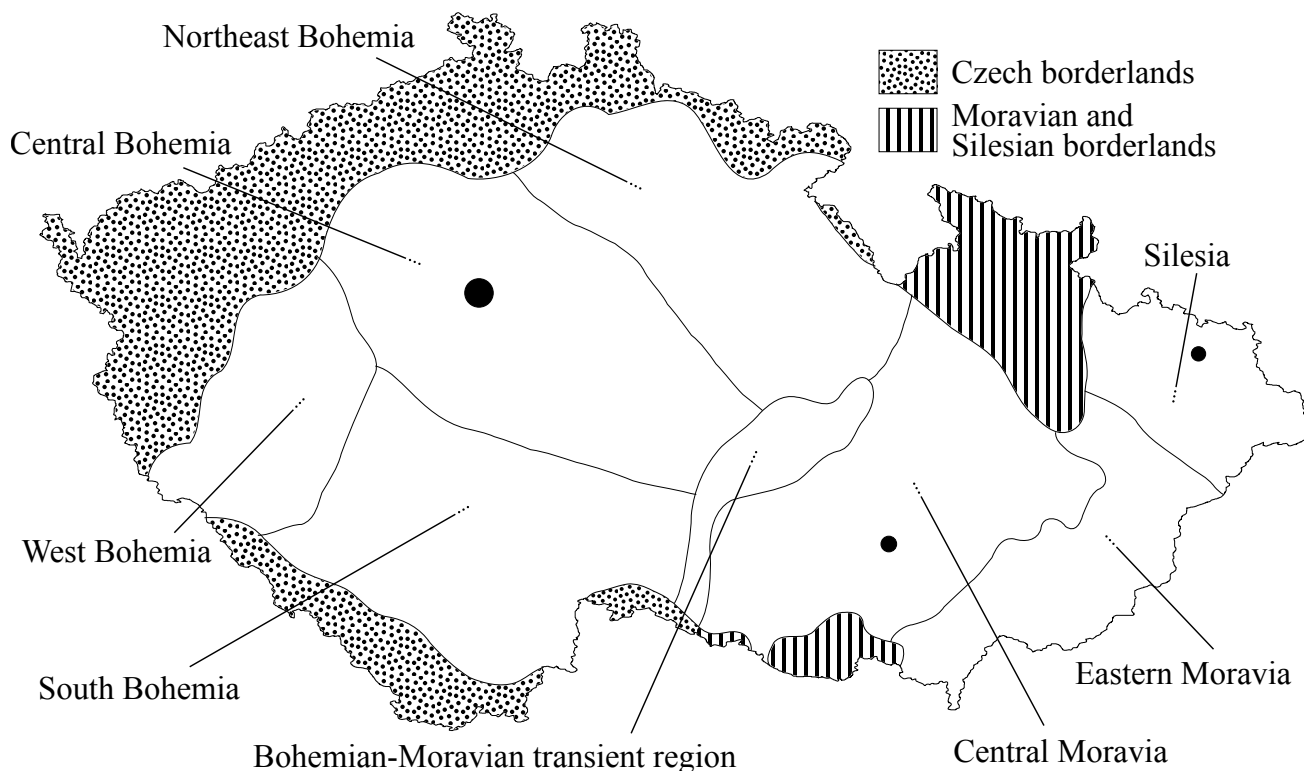 Northeast Bohemia
Czech borderlands
Moravian and
Silesian borderlands
Central Bohemia
Silesia
West Bohemia
South Bohemia
Eastern Moravia
Bohemian-Moravian transient region
Central Moravia